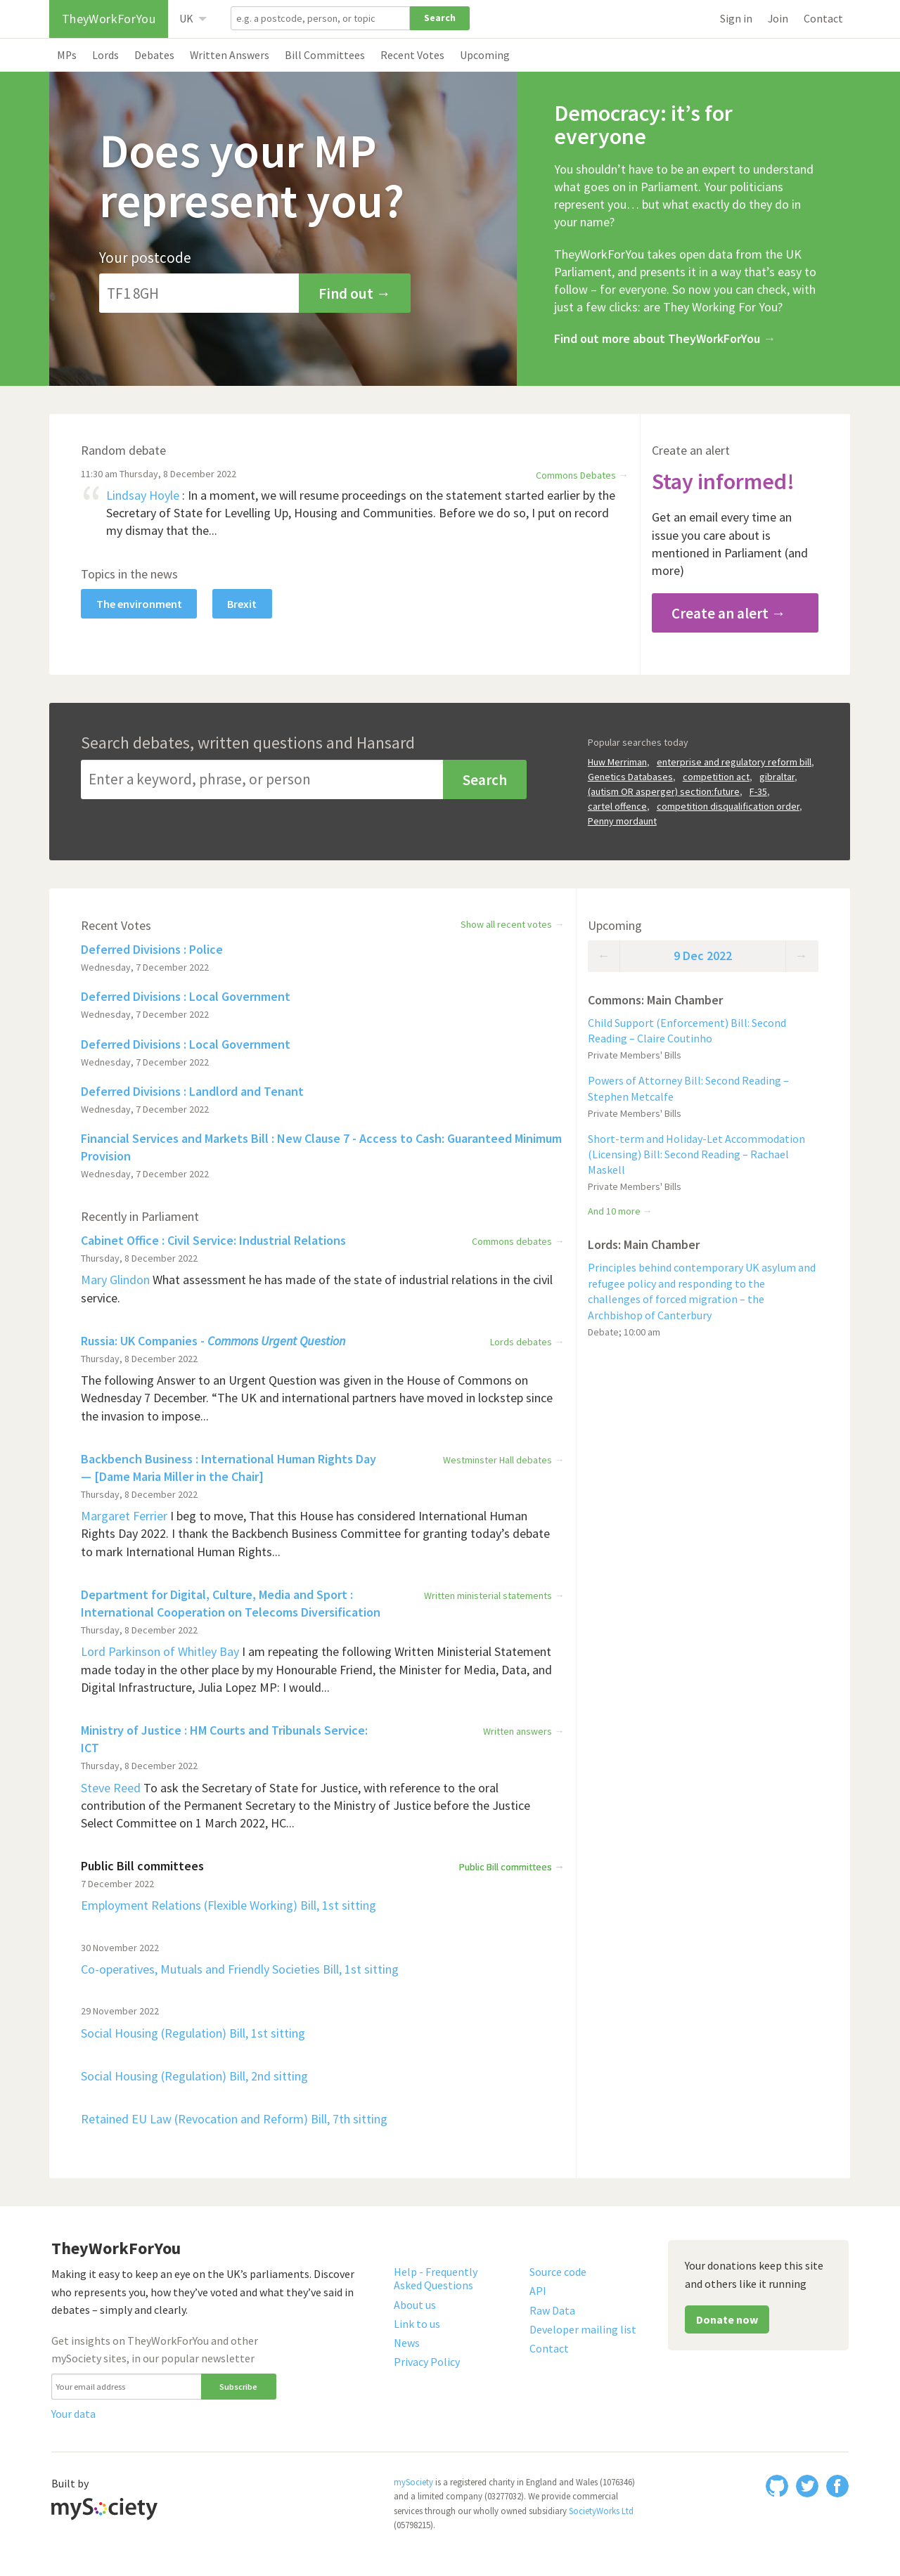 TheyWorkForYou
UK
e.g. a postcode, person, or topic
Search
Sign in
Join
Contact
MPs
Lords
Debates
Written Answers
Bill Committees
Recent Votes
Upcoming
Does your MP
represent you?
Your postcode
TF1 8GH
Find out →
Democracy: it’s for
everyone
You shouldn’t have to be an expert to understand
what goes on in Parliament. Your politicians
represent you… but what exactly do they do in
your name?
TheyWorkForYou takes open data from the UK
Parliament, and presents it in a way that’s easy to
follow – for everyone. So now you can check, with
just a few clicks: are They Working For You?
Find out more about TheyWorkForYou →
Random debate
11:30 am Thursday, 8 December 2022
Commons Debates →
“ Lindsay Hoyle : In a moment, we will resume proceedings on the statement started earlier by the
Secretary of State for Levelling Up, Housing and Communities. Before we do so, I put on record
my dismay that the...
Topics in the news
The environment
Brexit
Create an alert
Stay informed!
Get an email every time an
issue you care about is
mentioned in Parliament (and
more)
Create an alert →
Search debates, written questions and Hansard
Enter a keyword, phrase, or person
Search
Popular searches today
Huw Merriman, enterprise and regulatory reform bill,
Genetics Databases, competition act, gibraltar,
(autism OR asperger) section:future, F-35,
cartel offence, competition disqualification order,
Penny mordaunt
Recent Votes
Show all recent votes →
Deferred Divisions : Police
Wednesday, 7 December 2022
Deferred Divisions : Local Government
Wednesday, 7 December 2022
Deferred Divisions : Local Government
Wednesday, 7 December 2022
Deferred Divisions : Landlord and Tenant
Wednesday, 7 December 2022
Financial Services and Markets Bill : New Clause 7 - Access to Cash: Guaranteed Minimum
Provision
Wednesday, 7 December 2022
Recently in Parliament
Cabinet Office : Civil Service: Industrial Relations
Commons debates →
Thursday, 8 December 2022
Mary Glindon What assessment he has made of the state of industrial relations in the civil
service.
Russia: UK Companies - Commons Urgent Question
Lords debates →
Thursday, 8 December 2022
The following Answer to an Urgent Question was given in the House of Commons on
Wednesday 7 December. “The UK and international partners have moved in lockstep since
the invasion to impose...
Backbench Business : International Human Rights Day
— [Dame Maria Miller in the Chair]
Westminster Hall debates →
Thursday, 8 December 2022
Margaret Ferrier I beg to move, That this House has considered International Human
Rights Day 2022. I thank the Backbench Business Committee for granting today’s debate
to mark International Human Rights...
Department for Digital, Culture, Media and Sport :
International Cooperation on Telecoms Diversification
Written ministerial statements →
Thursday, 8 December 2022
Lord Parkinson of Whitley Bay I am repeating the following Written Ministerial Statement
made today in the other place by my Honourable Friend, the Minister for Media, Data, and
Digital Infrastructure, Julia Lopez MP: I would...
Ministry of Justice : HM Courts and Tribunals Service:
ICT
Written answers →
Thursday, 8 December 2022
Steve Reed To ask the Secretary of State for Justice, with reference to the oral
contribution of the Permanent Secretary to the Ministry of Justice before the Justice
Select Committee on 1 March 2022, HC...
Public Bill committees
Public Bill committees →
7 December 2022
Employment Relations (Flexible Working) Bill, 1st sitting
30 November 2022
Co-operatives, Mutuals and Friendly Societies Bill, 1st sitting
29 November 2022
Social Housing (Regulation) Bill, 1st sitting
Social Housing (Regulation) Bill, 2nd sitting
Retained EU Law (Revocation and Reform) Bill, 7th sitting
Upcoming
← 9 Dec 2022 →
Commons: Main Chamber
Child Support (Enforcement) Bill: Second
Reading – Claire Coutinho
Private Members' Bills
Powers of Attorney Bill: Second Reading –
Stephen Metcalfe
Private Members' Bills
Short-term and Holiday-Let Accommodation
(Licensing) Bill: Second Reading – Rachael
Maskell
Private Members' Bills
And 10 more →
Lords: Main Chamber
Principles behind contemporary UK asylum and
refugee policy and responding to the
challenges of forced migration – the
Archbishop of Canterbury
Debate; 10:00 am
TheyWorkForYou
Making it easy to keep an eye on the UK’s parliaments. Discover
who represents you, how they’ve voted and what they’ve said in
debates – simply and clearly.
Get insights on TheyWorkForYou and other
mySociety sites, in our popular newsletter
Your email address
Subscribe
Your data
Help - Frequently
Asked Questions
About us
Link to us
News
Privacy Policy
Source code
API
Raw Data
Developer mailing list
Contact
Your donations keep this site
and others like it running
Donate now
Built by
mySociety
mySociety is a registered charity in England and Wales (1076346)
and a limited company (03277032). We provide commercial
services through our wholly owned subsidiary SocietyWorks Ltd
(05798215).